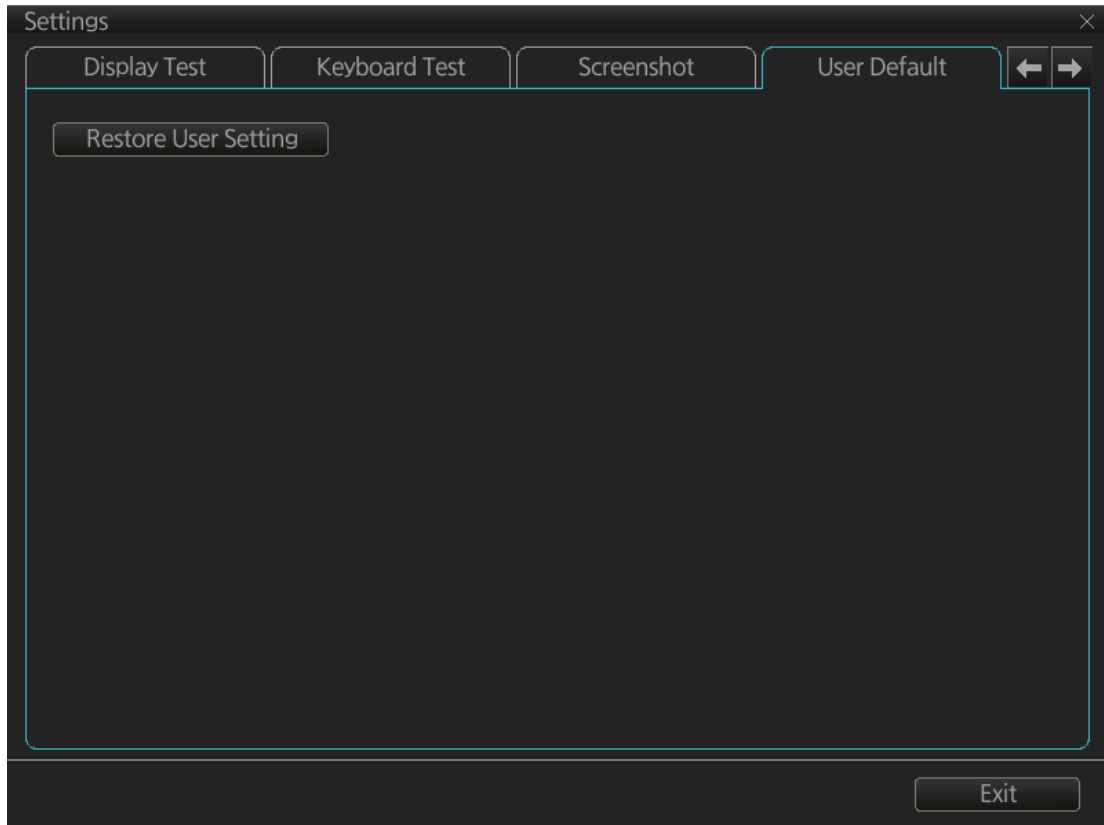 Settings
Display Test
Keyboard Test
Screenshot
User Default
Restore User Setting
Exit